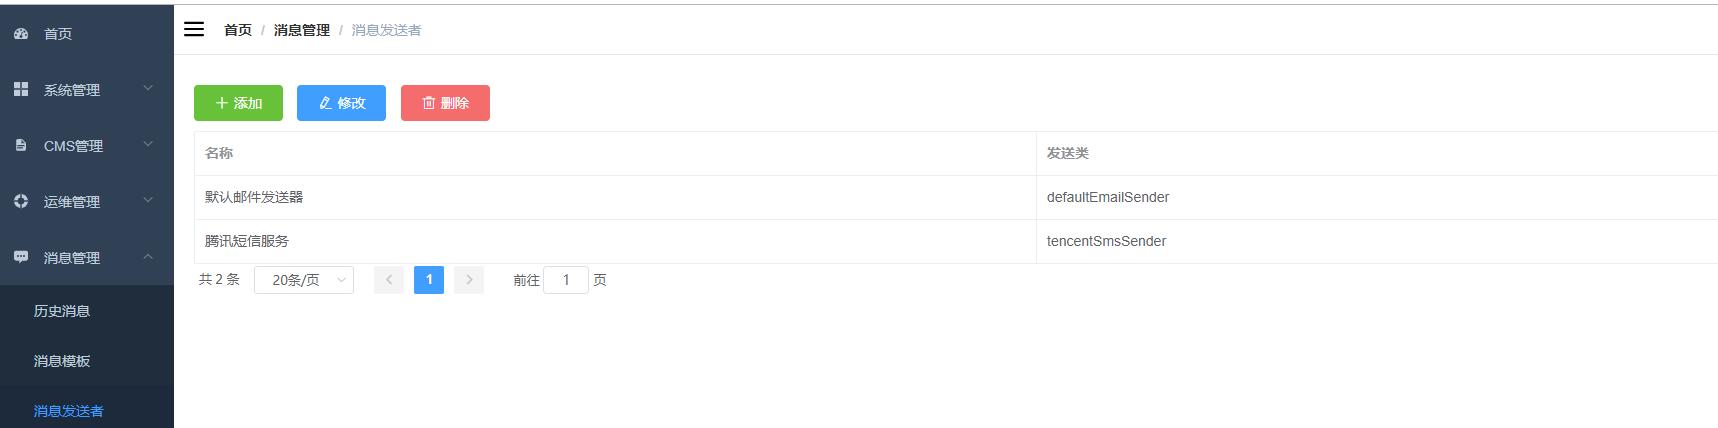 首页
系统管理
CMS管理
运维管理
消息管理
历史消息
消息模板
消息发送者
首页 / 消息管理 / 消息发送者
添加 修改 删除
名称 发送类
默认邮件发送器 defaultEmailSender
腾讯短信服务 tencentSmsSender
共 2 条 20条/页 1 前往 1 页